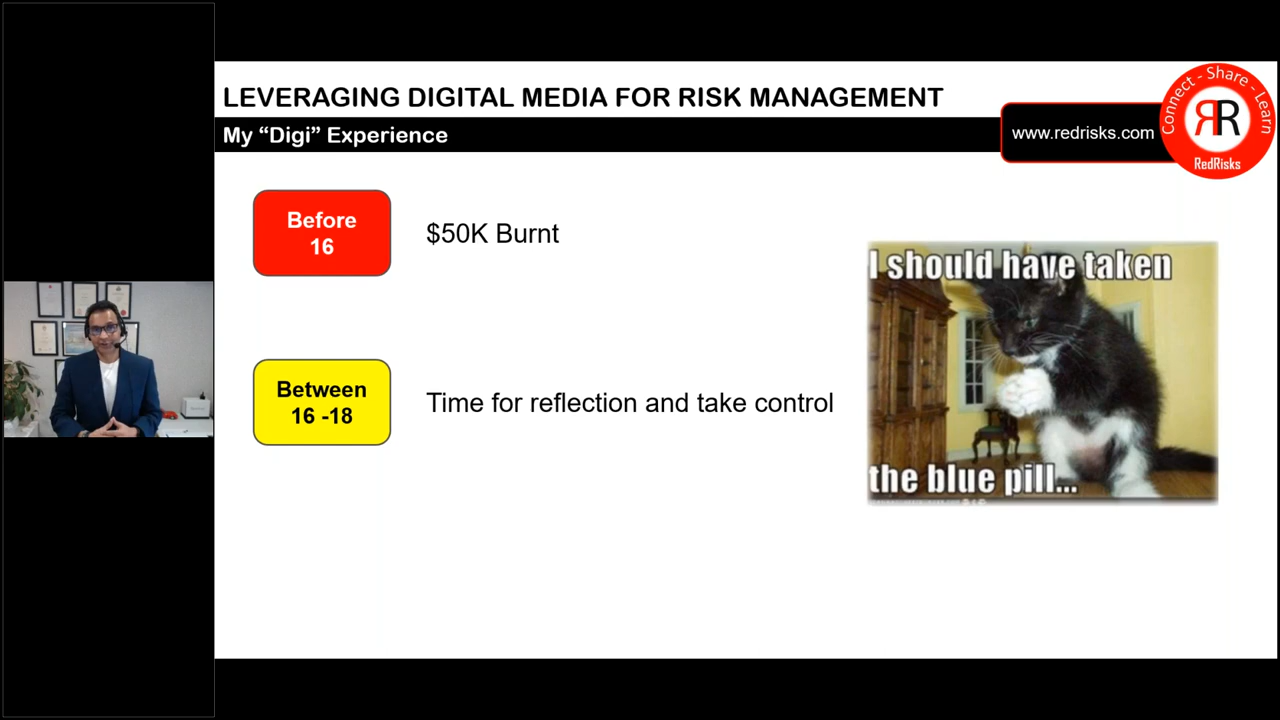 LEVERAGING DIGITAL MEDIA FOR RISK MANAGEMENT
My “Digi” Experience
www.redrisks.com
Connect - Share - Learn
RR
RedRisks
Before
16
$50K Burnt
Between
16 -18
Time for reflection and take control
I should have taken
the blue pill...